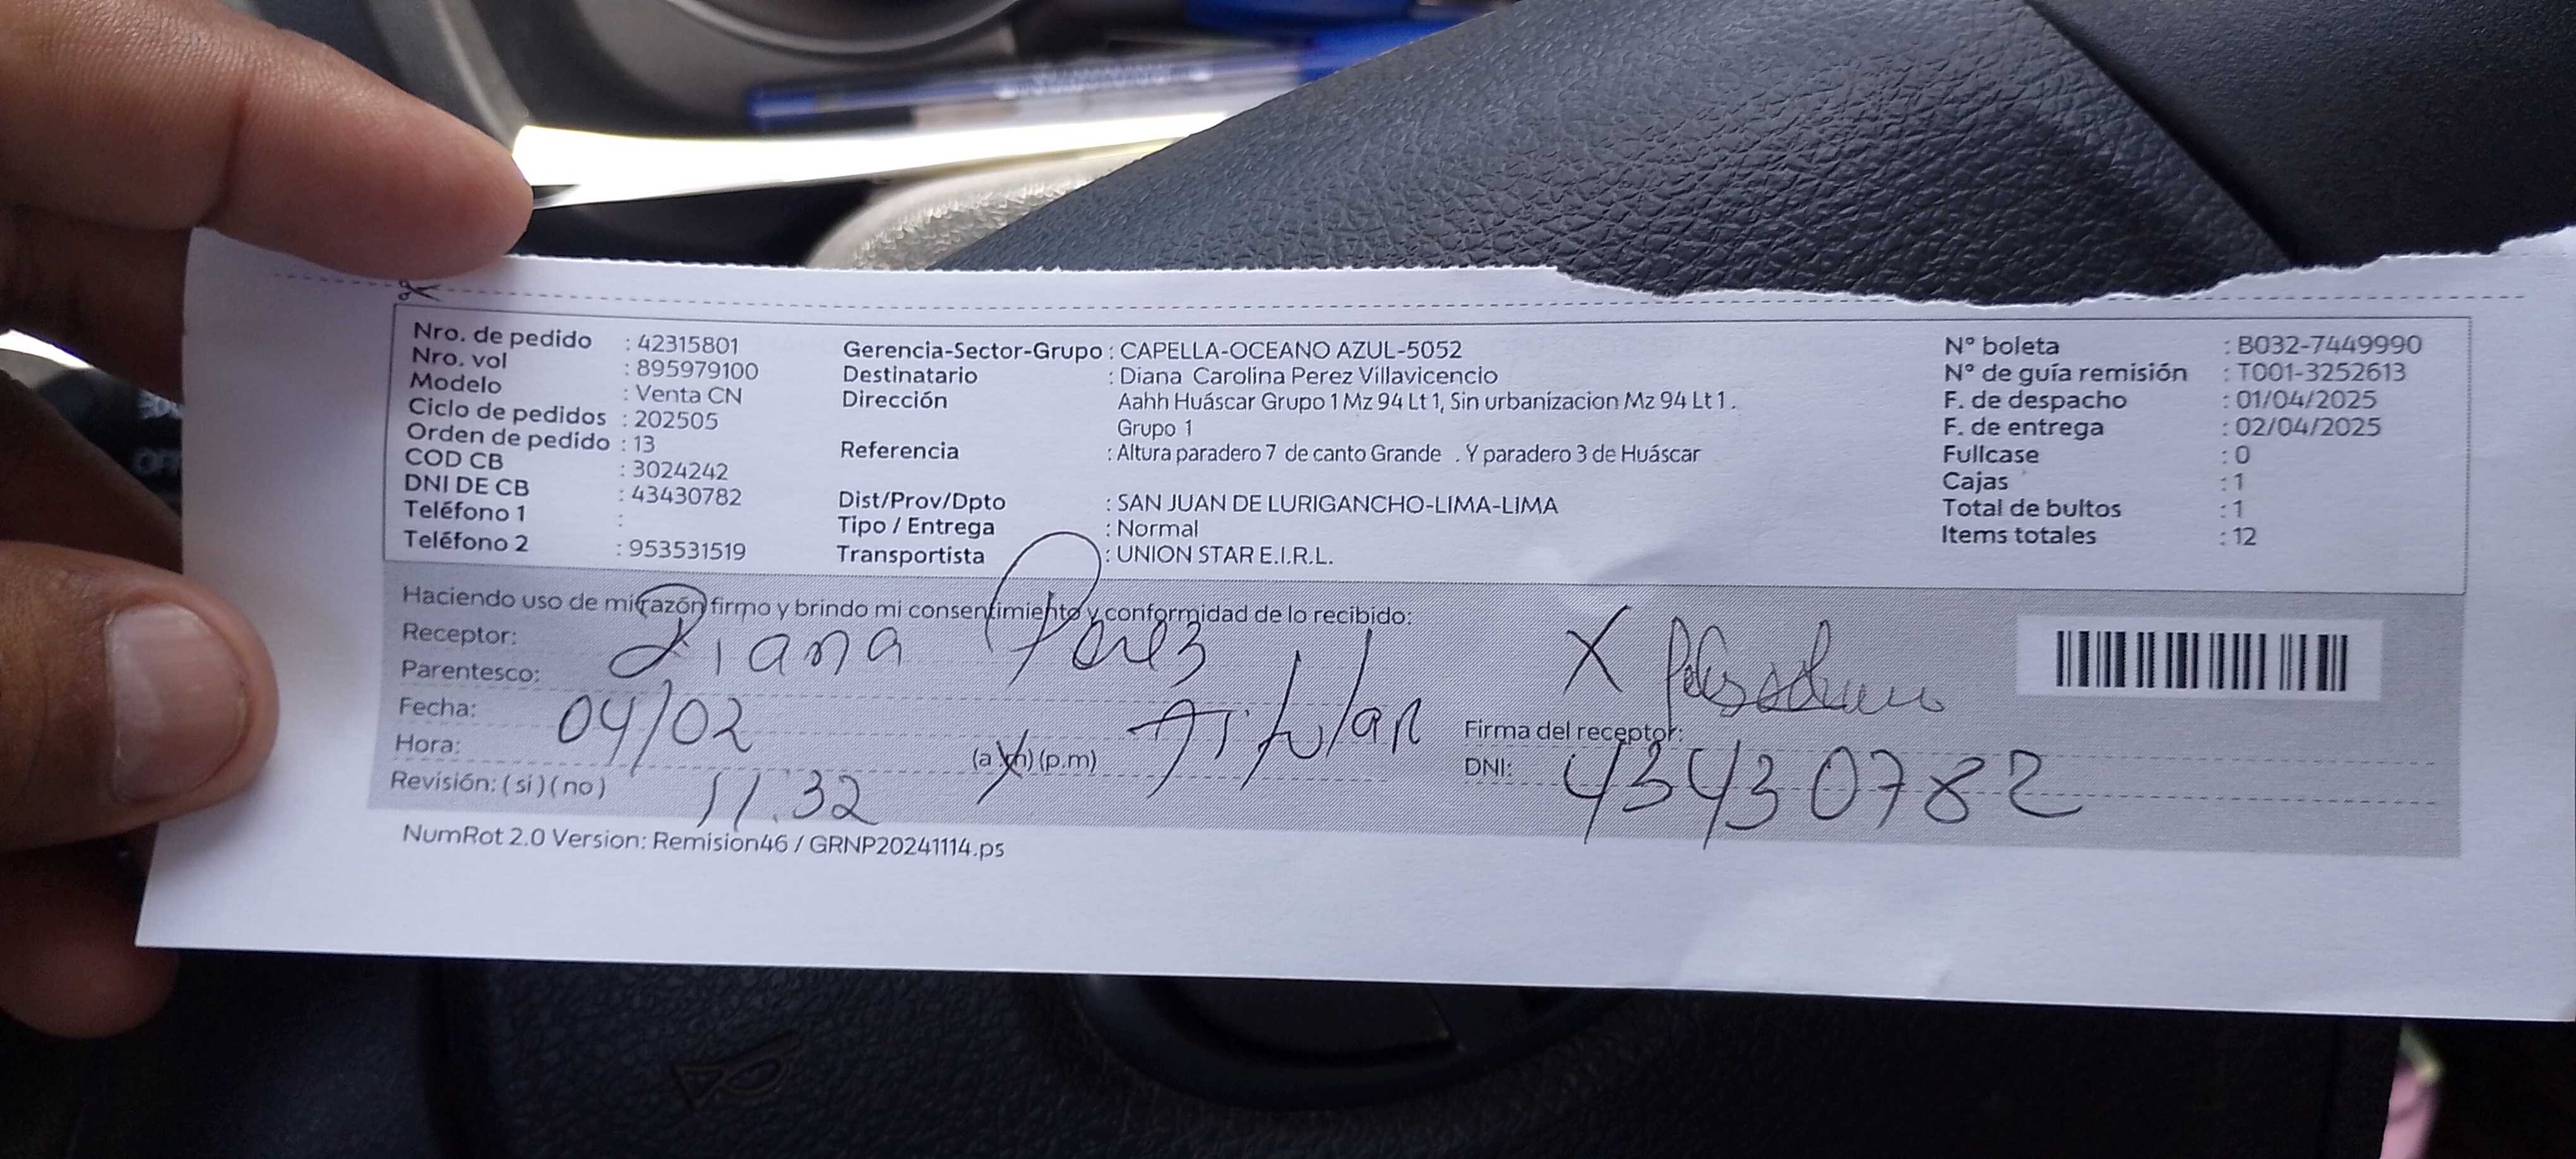 Nro. de pedido : 42315801
Nro. vol : 895979100
Modelo : Venta CN
Ciclo de pedidos : 202505
Orden de pedido : 13
COD CB : 3024242
DNI DE CB : 43430782
Teléfono 1 :
Teléfono 2 : 953531519
Gerencia-Sector-Grupo : CAPELLA-OCEANO AZUL-5052
Destinatario : Diana Carolina Perez Villavicencio
Dirección Aahh Huáscar Grupo 1 Mz 94 Lt 1, Sin urbanizacion Mz 94 Lt 1 .
Grupo 1
Referencia : Altura paradero 7 de canto Grande . Y paradero 3 de Huáscar
Dist/Prov/Dpto : SAN JUAN DE LURIGANCHO-LIMA-LIMA
Tipo / Entrega : Normal
Transportista : UNION STAR E.I.R.L.
N° boleta : B032-7449990
N° de guía remisión : T001-3252613
F. de despacho : 01/04/2025
F. de entrega : 02/04/2025
Fullcase : 0
Cajas : 1
Total de bultos : 1
Items totales : 12
Haciendo uso de mi razón firmo y brindo mi consentimiento y conformidad de lo recibido:
Receptor: Diana Perez
Parentesco: Titular
Fecha: 04/02
Hora: 11.32 (a.m) (p.m)
Revisión: ( si ) ( no )
X
Firma del receptor:
DNI: 43430782
NumRot 2.0 Version: Remision46 / GRNP20241114.ps